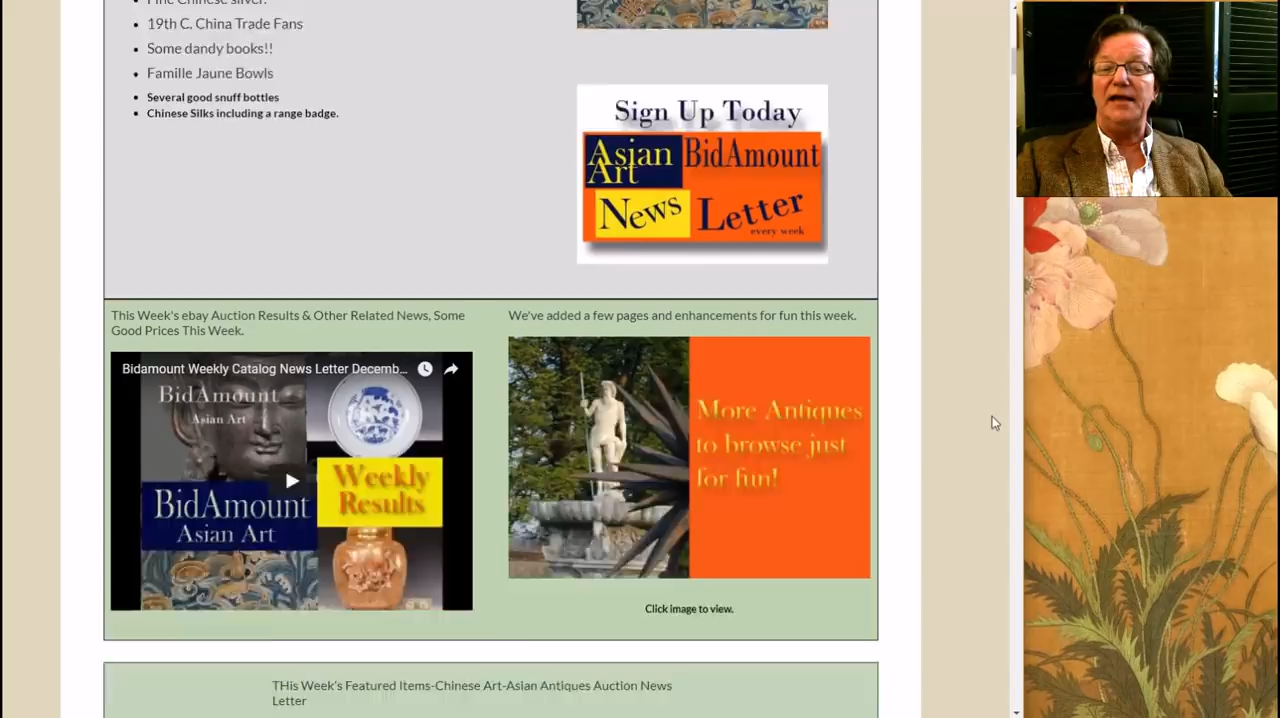 Fine Chinese silver.
19th C. China Trade Fans
Some dandy books!!
Famille Jaune Bowls
Several good snuff bottles
Chinese Silks including a range badge.
Sign Up Today
Asian
Art
BidAmount
News
Letter
every week
This Week's ebay Auction Results & Other Related News, Some
Good Prices This Week.
Bidamount Weekly Catalog News Letter Decemb...
BidAmount
Asian Art
Weekly
Results
BidAmount
Asian Art
We've added a few pages and enhancements for fun this week.
More Antiques
to browse just
for fun!
Click image to view.
THis Week's Featured Items-Chinese Art-Asian Antiques Auction News
Letter